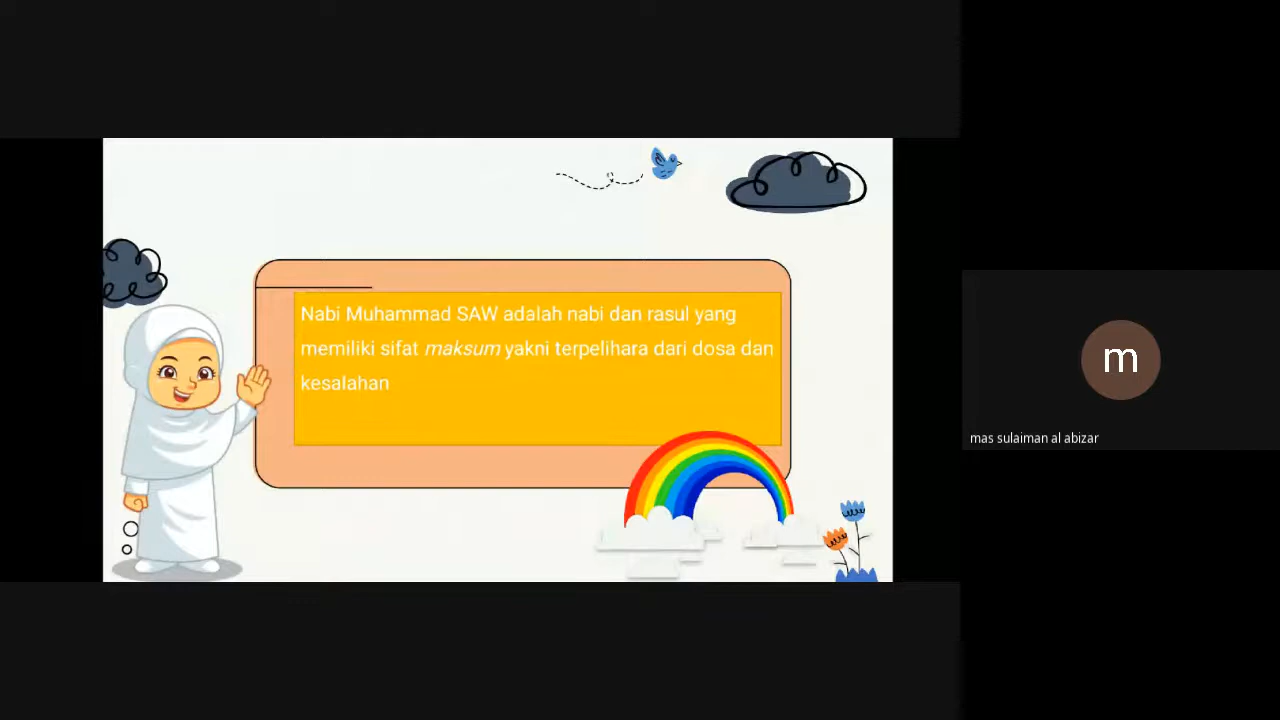 Nabi Muhammad SAW adalah nabi dan rasul yang
memiliki sifat maksum yakni terpelihara dari dosa dan
kesalahan
m
mas sulaiman al abizar